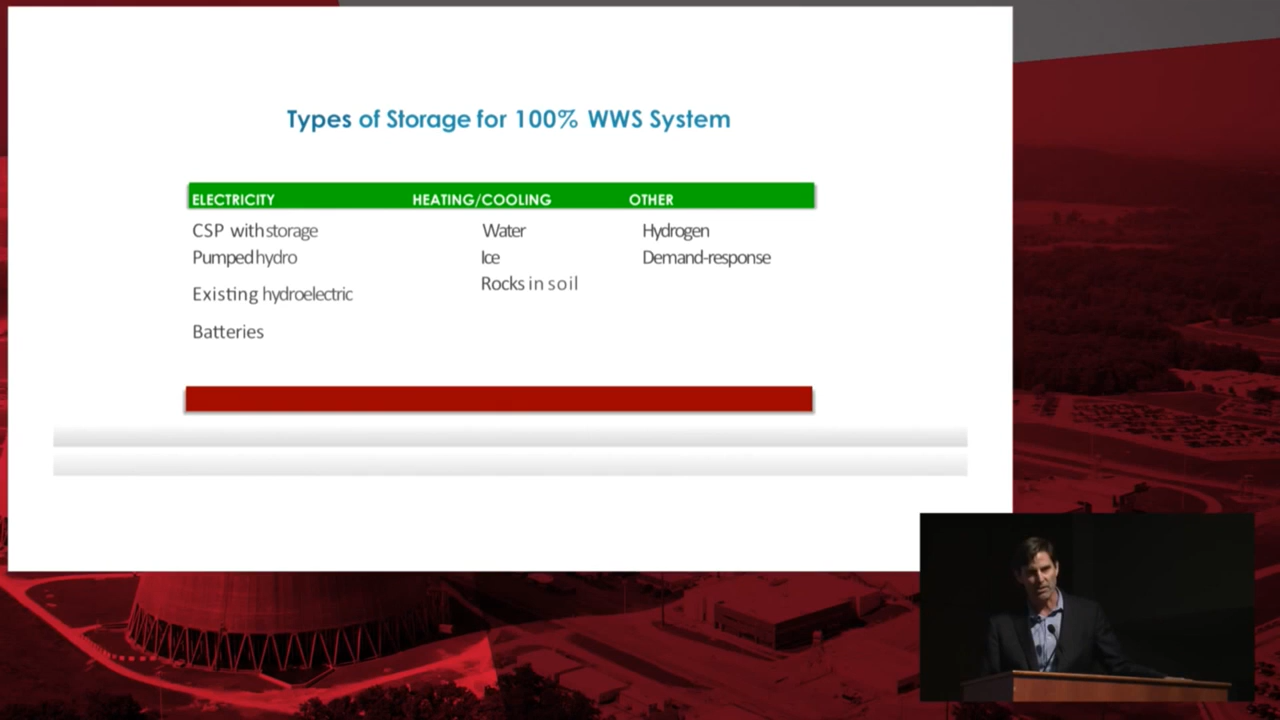 Types of Storage for 100% WWS System
ELECTRICITY HEATING/COOLING OTHER
CSP with storage Water Hydrogen
Pumped hydro Ice Demand-response
Rocks in soil
Existing hydroelectric
Batteries